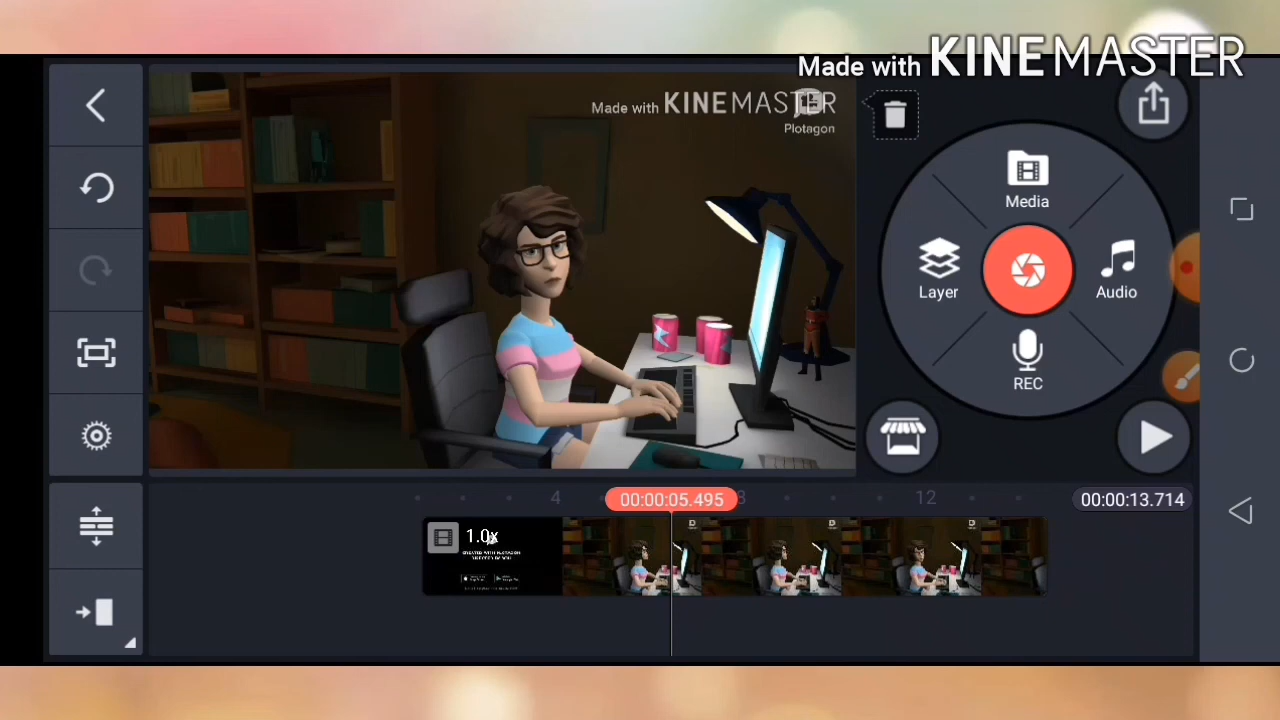 Made with KINEMASTER
Made with KINEMASTER
Plotagon
Media
Layer
Audio
REC
4
8
12
00:00:05.495
00:00:13.714
1.0x